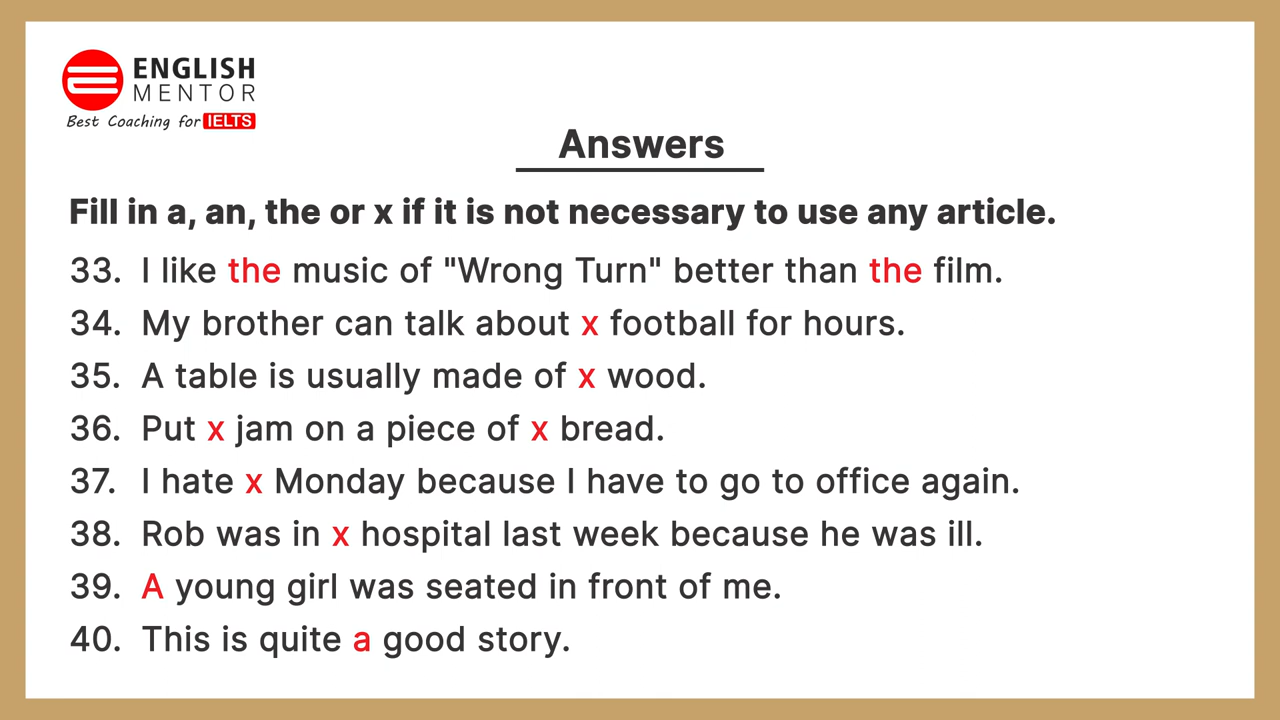 ENGLISH
MENTOR
Best Coaching for IELTS
Answers
Fill in a, an, the or x if it is not necessary to use any article.
33. I like the music of "Wrong Turn" better than the film.
34. My brother can talk about x football for hours.
35. A table is usually made of x wood.
36. Put x jam on a piece of x bread.
37. I hate x Monday because I have to go to office again.
38. Rob was in x hospital last week because he was ill.
39. A young girl was seated in front of me.
40. This is quite a good story.